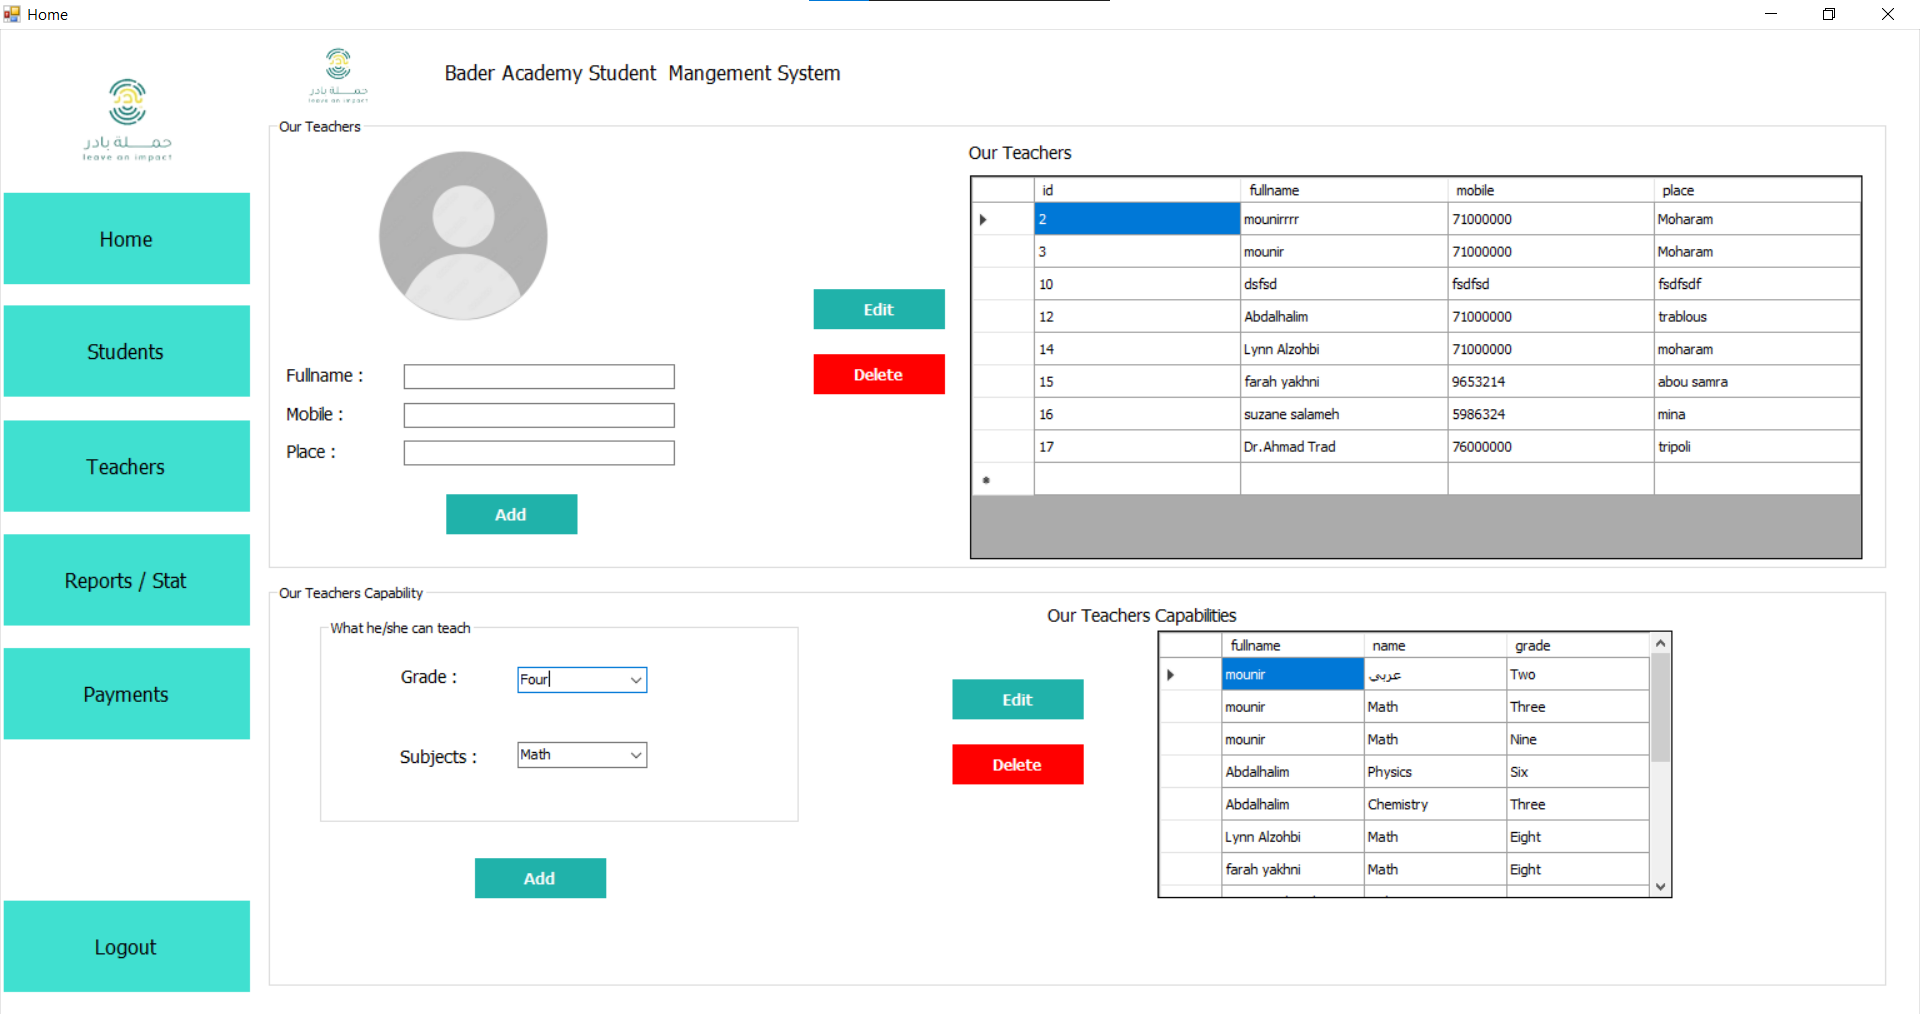 Home
حملة بادر
leave an impact
Bader Academy Student Mangement System
حملة بادر
leave an impact
Home
Students
Teachers
Reports / Stat
Payments
Logout
Our Teachers
Fullname :
Mobile :
Place :
Add
Edit
Delete
Our Teachers
id fullname mobile place
2 mounirrrr 71000000 Moharam
3 mounir 71000000 Moharam
10 dsfsd fsdfsd fsdfsdf
12 Abdalhalim 71000000 trablous
14 Lynn Alzohbi 71000000 moharam
15 farah yakhni 9653214 abou samra
16 suzane salameh 5986324 mina
17 Dr.Ahmad Trad 76000000 tripoli
Our Teachers Capability
What he/she can teach
Grade : Four
Subjects : Math
Add
Edit
Delete
Our Teachers Capabilities
fullname name grade
mounir عربي Two
mounir Math Three
mounir Math Nine
Abdalhalim Physics Six
Abdalhalim Chemistry Three
Lynn Alzohbi Math Eight
farah yakhni Math Eight